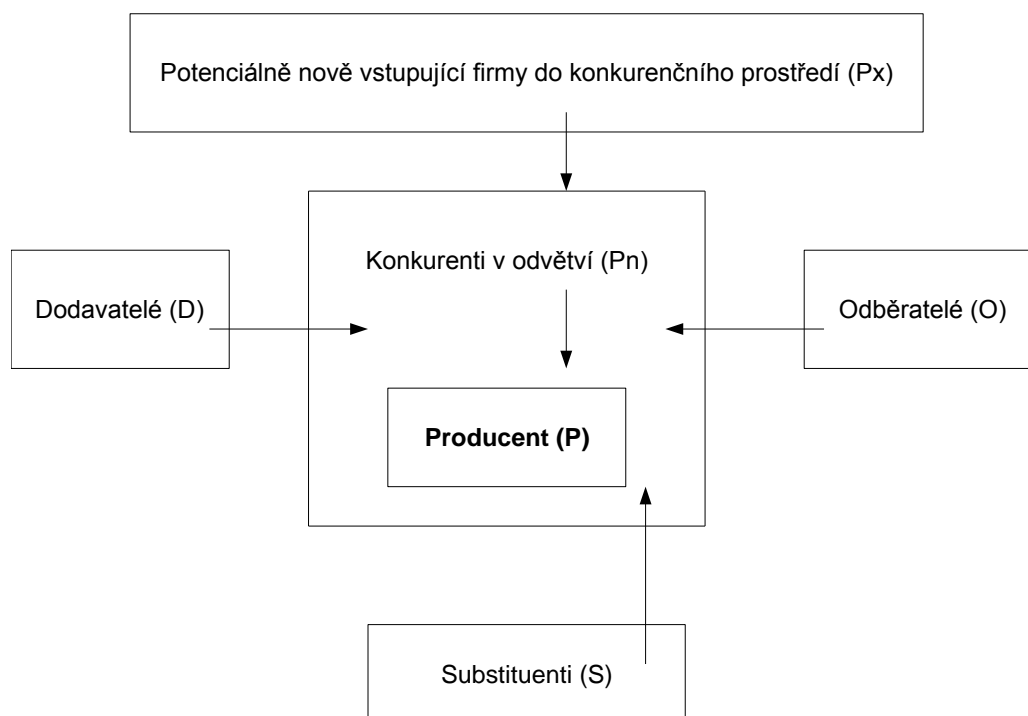 Potenciálně nově vstupující firmy do konkurenčního prostředí (Px)
Konkurenti v odvětví (Pn)
Dodavatelé (D)
Odběratelé (O)
Producent (P)
Substituenti (S)